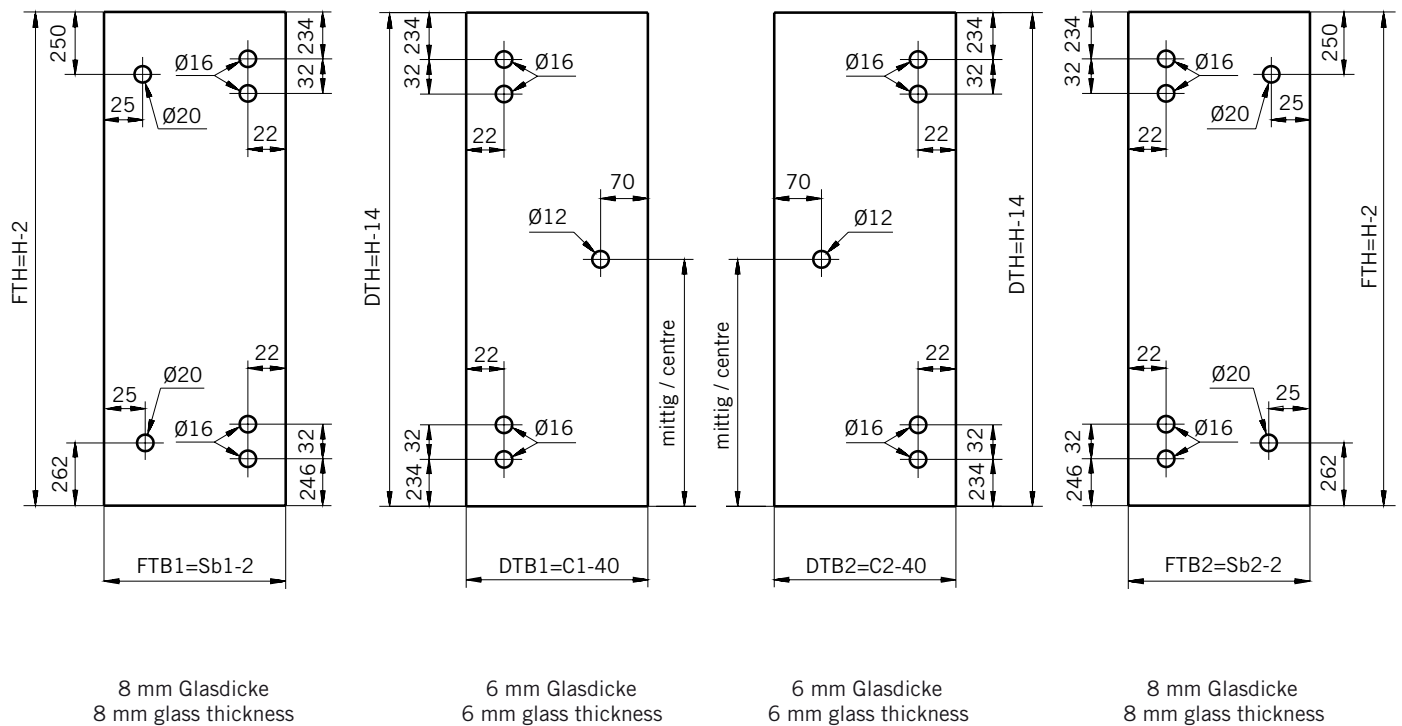 250
25
Ø20
Ø16
234
32
22
FTH=H-2
22
Ø20
25
Ø16
32
262
246
FTB1=Sb1-2
8 mm Glasdicke
8 mm glass thickness
234
32
Ø16
22
70
Ø12
DTH=H-14
mittig / centre
22
32
Ø16
234
DTB1=C1-40
6 mm Glasdicke
6 mm glass thickness
234
32
Ø16
22
70
Ø12
DTH=H-14
mittig / centre
22
Ø16
32
234
DTB2=C2-40
6 mm Glasdicke
6 mm glass thickness
234
32
Ø16
22
250
Ø20
25
FTH=H-2
22
Ø20
25
32
Ø16
246
262
FTB2=Sb2-2
8 mm Glasdicke
8 mm glass thickness